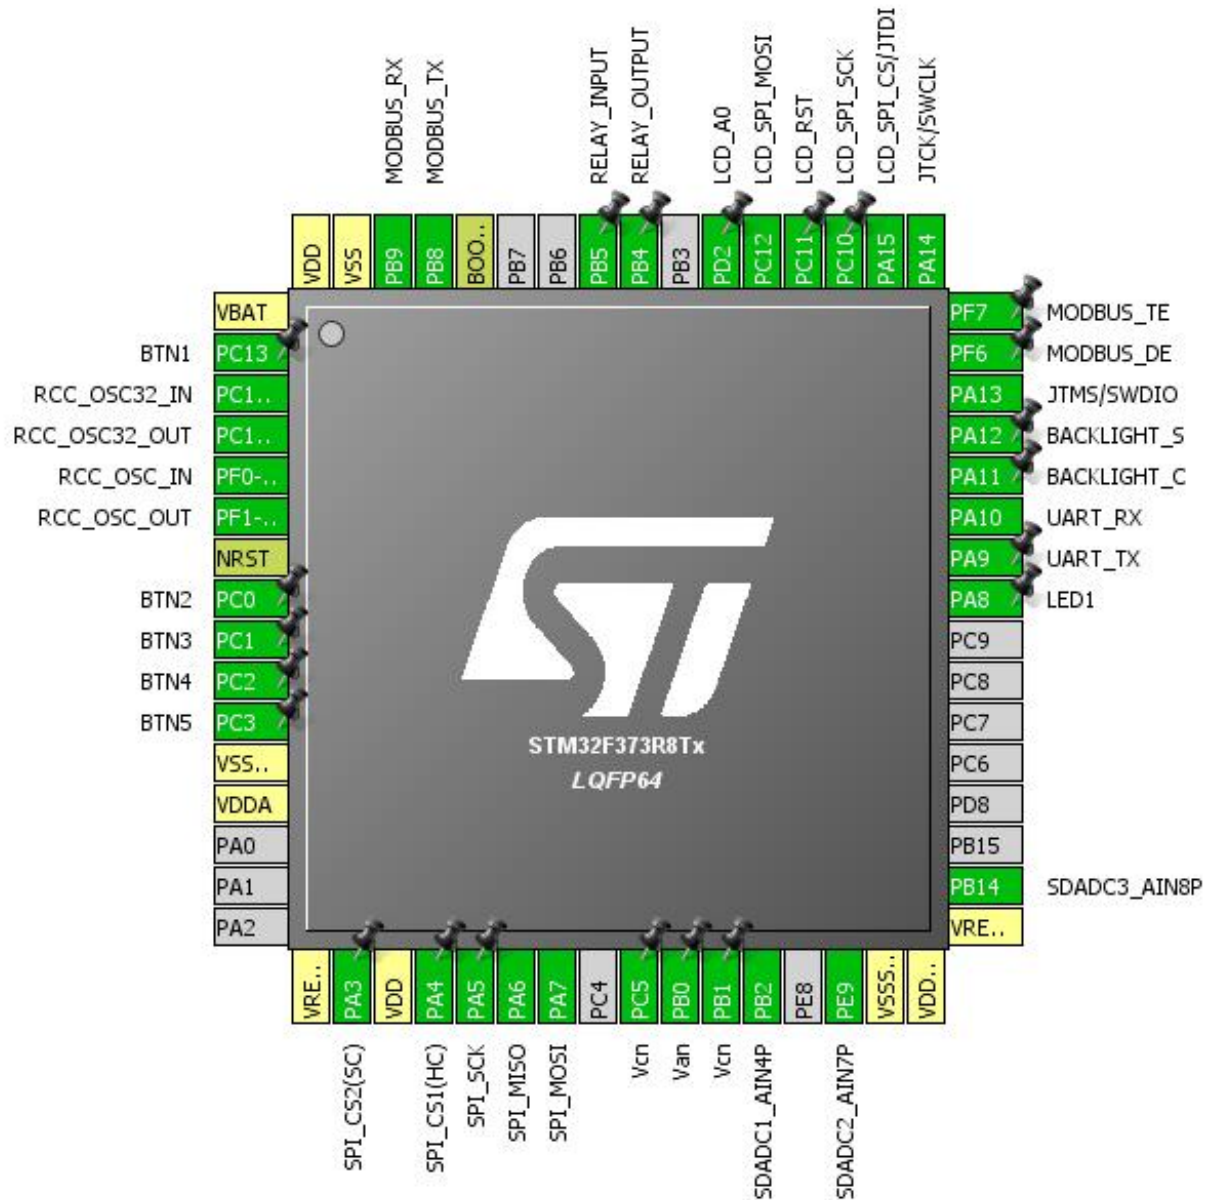 MODBUS_RX
MODBUS_TX
RELAY_INPUT
RELAY_OUTPUT
LCD_A0
LCD_SPI_MOSI
LCD_RST
LCD_SPI_SCK
LCD_SPI_CS/JTDI
JTCK/SWCLK
VDD
VSS
PB9
PB8
BOO..
PB7
PB6
PB5
PB4
PB3
PD2
PC12
PC11
PC10
PA15
PA14
VBAT
BTN1 PC13
RCC_OSC32_IN PC1..
RCC_OSC32_OUT PC1..
RCC_OSC_IN PF0-..
RCC_OSC_OUT PF1-..
NRST
BTN2 PC0
BTN3 PC1
BTN4 PC2
BTN5 PC3
VSS..
VDDA
PA0
PA1
PA2
ST
STM32F373R8Tx
LQFP64
PF7 MODBUS_TE
PF6 MODBUS_DE
PA13 JTMS/SWDIO
PA12 BACKLIGHT_S
PA11 BACKLIGHT_C
PA10 UART_RX
PA9 UART_TX
PA8 LED1
PC9
PC8
PC7
PC6
PD8
PB15
PB14 SDADC3_AIN8P
VRE..
VRE..
PA3
VDD
PA4
PA5
PA6
PA7
PC4
PC5
PB0
PB1
PB2
PE8
PE9
VSSS..
VDD..
SPI_CS2(SC)
SPI_CS1(HC)
SPI_SCK
SPI_MISO
SPI_MOSI
Vcn
Van
Vcn
SDADC1_AIN4P
SDADC2_AIN7P